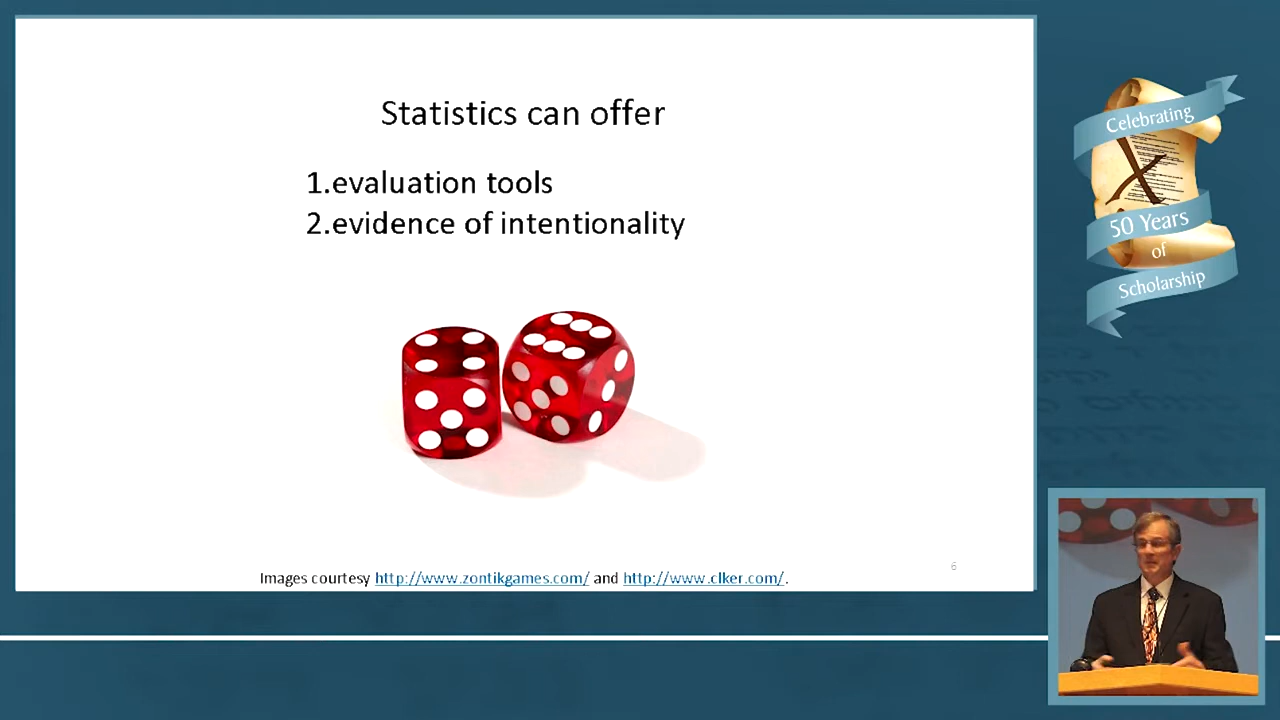 Statistics can offer
1.evaluation tools
2.evidence of intentionality
Images courtesy http://www.zontikgames.com/ and http://www.clker.com/.
6
Celebrating
50 Years
of
Scholarship